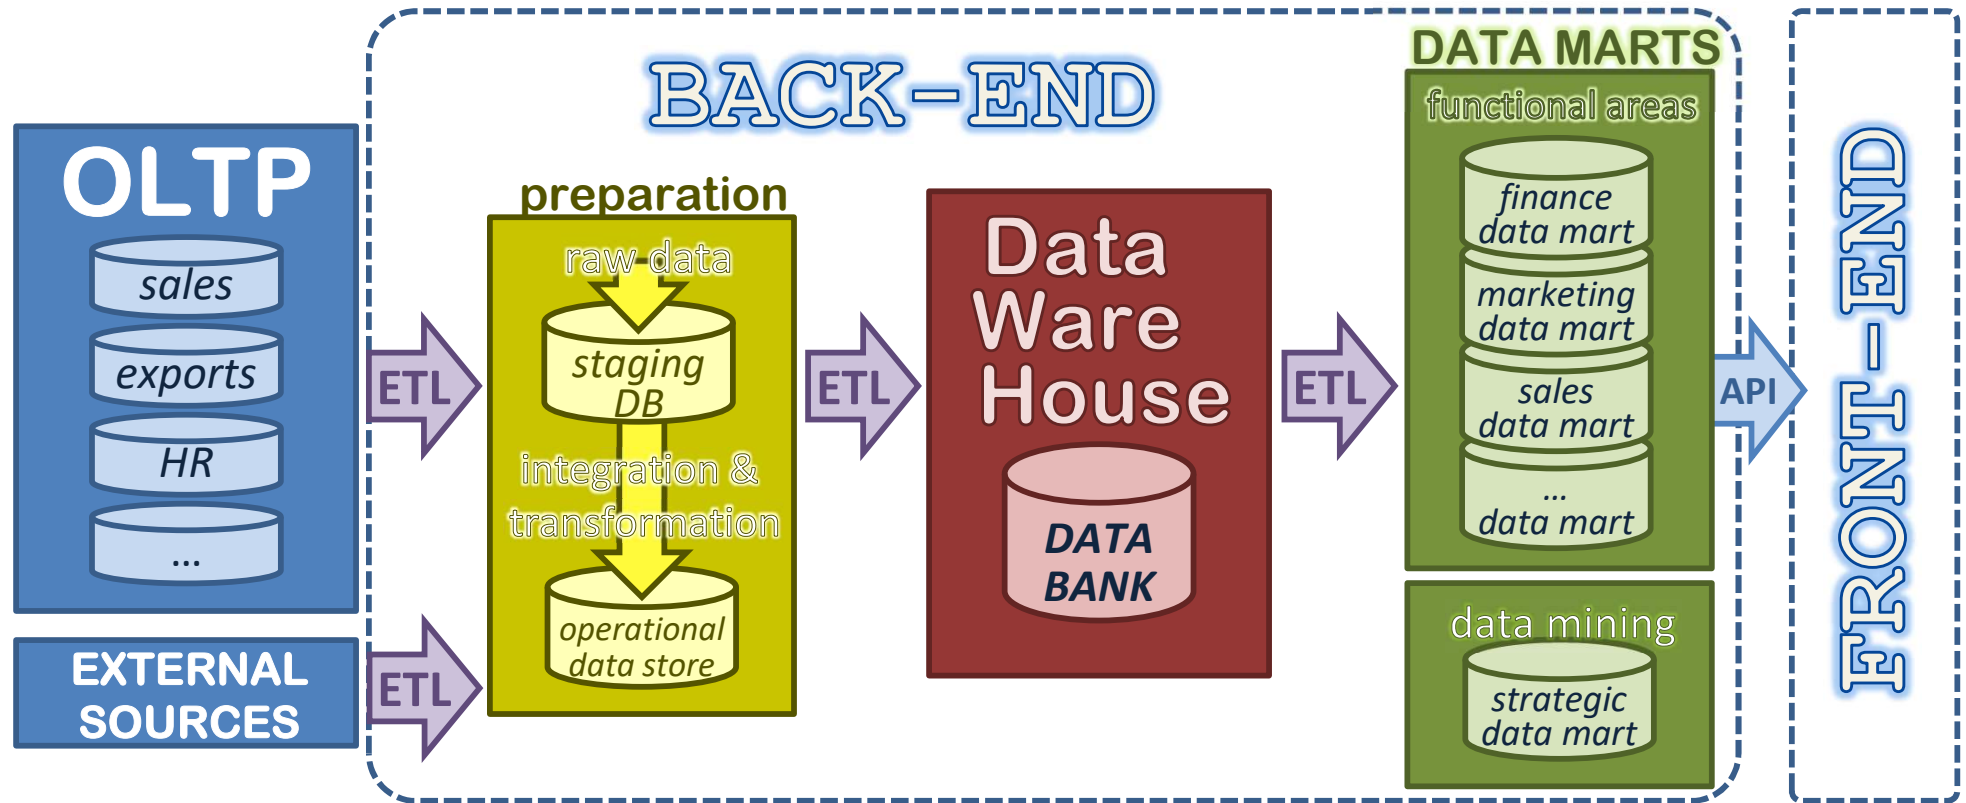 BACK-END
OLTP
sales
exports
HR
...
EXTERNAL
SOURCES
ETL
ETL
preparation
raw data
staging
DB
integration &
transformation
operational
data store
ETL
Data
Ware
House
DATA
BANK
ETL
DATA MARTS
functional areas
finance
data mart
marketing
data mart
sales
data mart
...
data mart
data mining
strategic
data mart
API
FRONT-END